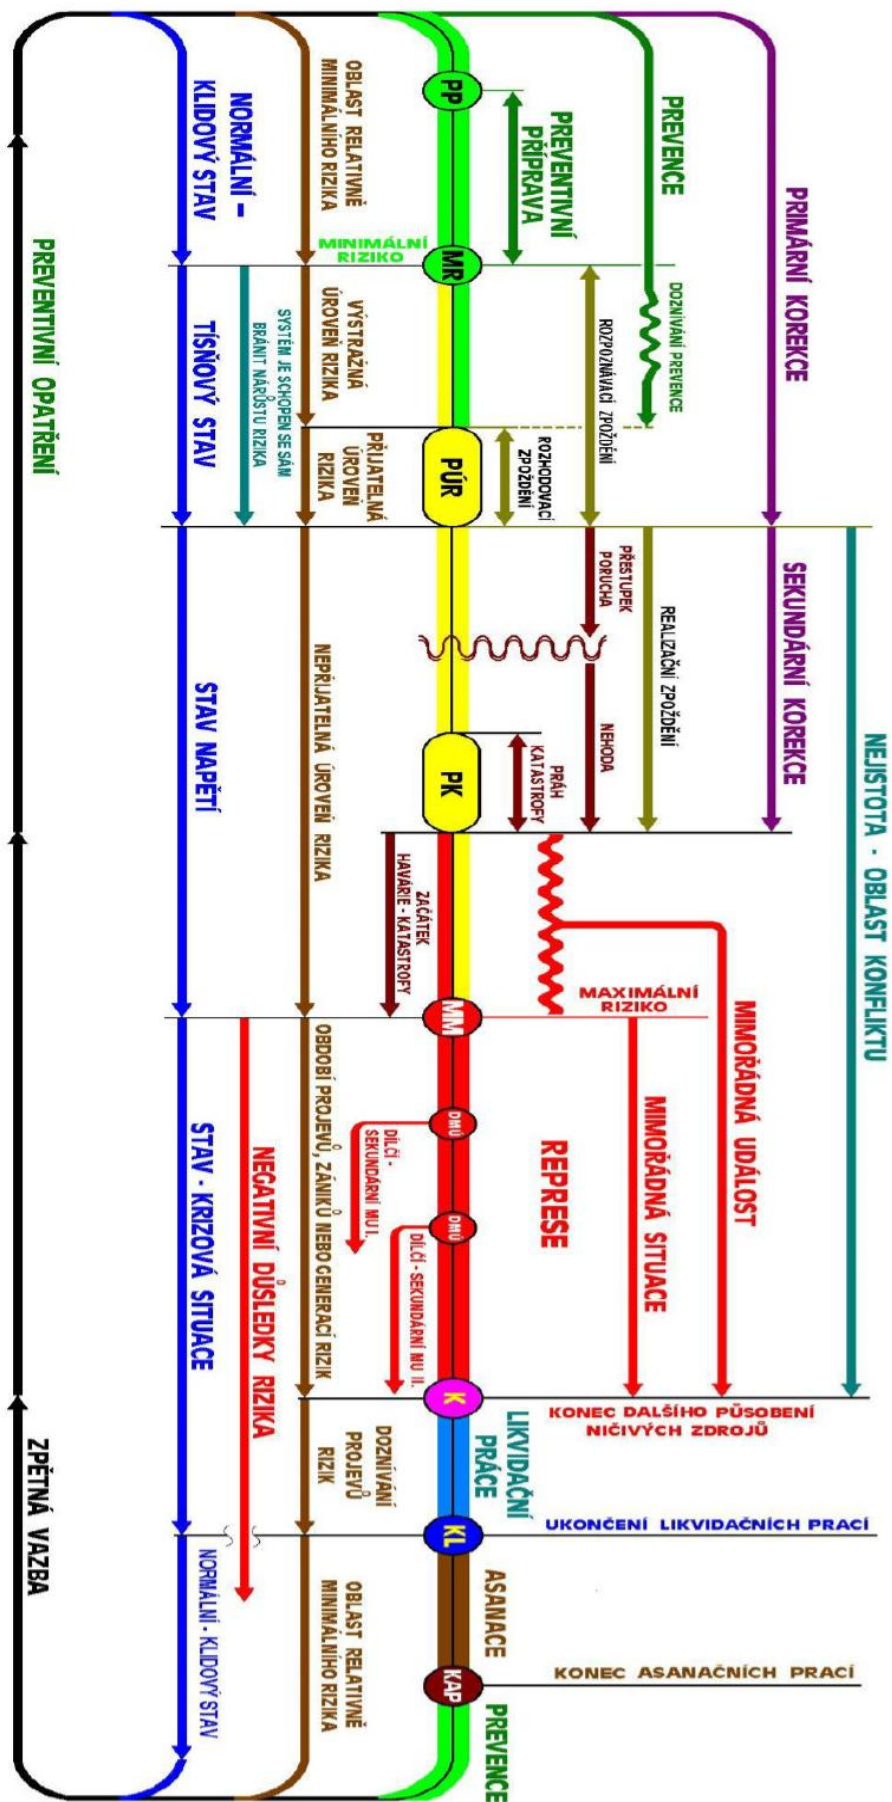 NEJISTOTA - OBLAST KONFLIKTU
PRIMÁRNÍ KOREKCE
SEKUNDÁRNÍ KOREKCE
MIMOŘÁDNÁ UDÁLOST
PREVENCE
DOZNÍVÁNÍ PREVENCE
REALIZAČNÍ ZPOŽDĚNÍ
MAXIMÁLNÍ
RIZIKO
MIMOŘÁDNÁ SITUACE
KONEC DALŠÍHO PŮSOBENÍ
NIČIVÝCH ZDROJŮ
UKONČENÍ LIKVIDAČNÍCH PRACÍ
KONEC ASANAČNÍCH PRACÍ
ROZPOZNÁVACÍ ZPOŽDĚNÍ
PŘESTUPEK
PORUCHA
NEHODA
PREVENTIVNÍ
PŘÍPRAVA
ROZHODOVACÍ
ZPOŽDĚNÍ
PRÁH
KATASTROFY
REPRESE
LIKVIDAČNÍ
PRÁCE
ASANACE
PREVENCE
PP
MR
PÚR
PK
MM
DMÚ
DMÚ
K
KL
KAP
MINIMÁLNÍ
RIZIKO
ZAČÁTEK
HAVÁRIE - KATASTROFY
DÍLČÍ -
SEKUNDÁRNÍ MU I.
DÍLČÍ - SEKUNDÁRNÍ MU II.
OBLAST RELATIVNĚ
MINIMÁLNÍHO RIZIKA
VÝSTRAŽNÁ
ÚROVEŇ RIZIKA
PŘIJATELNÁ
ÚROVEŇ
RIZIKA
NEPŘIJATELNÁ ÚROVEŇ RIZIKA
OBDOBÍ PROJEVŮ, ZÁNIKŮ NEBO GENERACÍ RIZIK
DOZNÍVÁNÍ
PROJEVŮ
RIZIK
OBLAST RELATIVNĚ
MINIMÁLNÍHO RIZIKA
SYSTÉM JE SCHOPEN SE SÁM
BRÁNIT NÁRŮSTU RIZIKA
NEGATIVNÍ DŮSLEDKY RIZIKA
NORMÁLNÍ –
KLIDOVÝ STAV
TÍSŇOVÝ STAV
STAV NAPĚTÍ
STAV - KRIZOVÁ SITUACE
NORMÁLNÍ - KLIDOVÝ STAV
PREVENTIVNÍ OPATŘENÍ
ZPĚTNÁ VAZBA